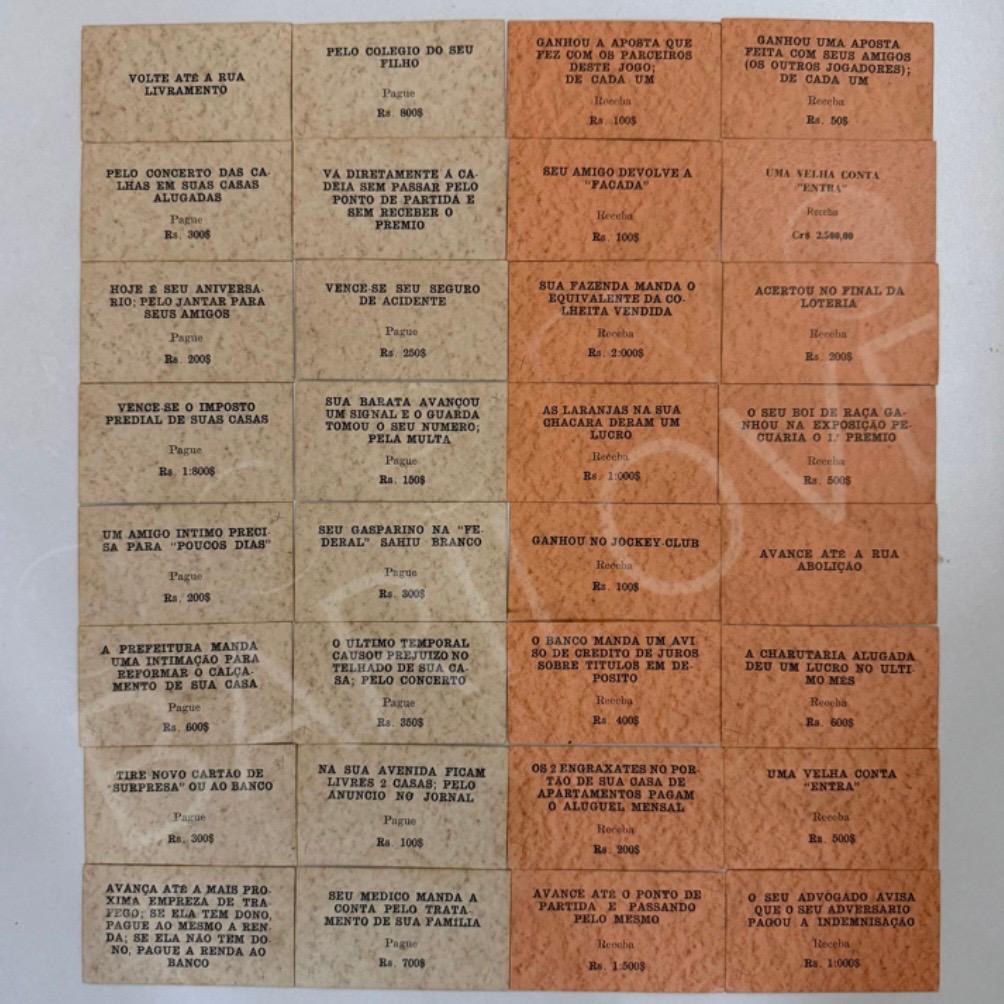 VOLTE ATÉ A RUA
LIVRAMENTO
PELO COLEGIO DO SEU
FILHO
Pague
Rs. 800$
GANHOU A APOSTA QUE
FEZ COM OS PARCEIROS
DESTE JOGO;
DE CADA UM
Receba
Rs. 100$
GANHOU UMA APOSTA
FEITA COM SEUS AMIGOS
(OS OUTROS JOGADORES);
DE CADA UM
Receba
Rs. 50$
PELO CONCERTO DAS CA-
LHAS EM SUAS CASAS
ALUGADAS
Pague
Rs. 300$
VÁ DIRETAMENTE Á CA-
DEIA SEM PASSAR PELO
PONTO DE PARTIDA E
SEM RECEBER O
PREMIO
SEU AMIGO DEVOLVE A
"FACADA"
Receba
Rs. 100$
UMA VELHA CONTA
"ENTRA"
Receba
Cr$ 2.500,00
HOJE É SEU ANIVERSA-
RIO; PELO JANTAR PARA
SEUS AMIGOS
Pague
Rs. 200$
VENCE-SE SEU SEGURO
DE ACIDENTE
Pague
Rs. 250$
SUA FAZENDA MANDA O
EQUIVALENTE DA CO-
LHEITA VENDIDA
Receba
Rs. 2:000$
ACERTOU NO FINAL DA
LOTERIA
Receba
Rs. 200$
VENCE-SE O IMPOSTO
PREDIAL DE SUAS CASAS
Pague
Rs. 1:800$
SUA BARATA AVANÇOU
UM SIGNAL E O GUARDA
TOMOU O SEU NUMERO;
PELA MULTA
Pague
Rs. 150$
AS LARANJAS NA SUA
CHACARA DERAM UM
LUCRO
Receba
Rs. 1:000$
O SEU BOI DE RAÇA GA-
NHOU NA EXPOSIÇÃO PE-
CUÁRIA O 1.º PREMIO
Receba
Rs. 500$
UM AMIGO INTIMO PRECI-
SA PARA "POUCOS DIAS"
Pague
Rs. 200$
SEU GASPARINO NA "FE-
DERAL" SAHIU BRANCO
Pague
Rs. 300$
GANHOU NO JOCKEY-CLUB
Receba
Rs. 100$
AVANCE ATÉ A RUA
ABOLIÇÃO
A PREFEITURA MANDA
UMA INTIMAÇÃO PARA
REFORMAR O CALÇA-
MENTO DE SUA CASA
Pague
Rs. 600$
O ULTIMO TEMPORAL
CAUSOU PREJUIZO NO
TELHADO DE SUA CA-
SA; PELO CONCERTO
Pague
Rs. 350$
O BANCO MANDA UM AVI
SO DE CREDITO DE JUROS
SOBRE TITULOS EM DE-
POSITO
Receba
Rs. 400$
A CHARUTARIA ALUGADA
DEU UM LUCRO NO ULTI-
MO MÊS
Receba
Rs. 600$
TIRE NOVO CARTÃO DE
"SURPRESA" OU AO BANCO
Pague
Rs. 300$
NA SUA AVENIDA FICAM
LIVRES 2 CASAS; PELO
ANUNCIO NO JORNAL
Pague
Rs. 100$
OS 2 ENGRAXATES NO POR-
TÃO DE SUA CASA DE
APARTAMENTOS PAGAM
O ALUGUEL MENSAL
Receba
Rs. 200$
UMA VELHA CONTA
"ENTRA"
Receba
Rs. 500$
AVANÇA ATÉ A MAIS PRO-
XIMA EMPREZA DE TRA-
FEGO; SE ELA TEM DONO,
PAGUE AO MESMO A REN-
DA; SE ELA NÃO TEM DO-
NO, PAGUE A RENDA AO
BANCO
SEU MEDICO MANDA A
CONTA PELO TRATA-
MENTO DE SUA FAMÍLIA
Pague
Rs. 700$
AVANCE ATÉ O PONTO DE
PARTIDA E PASSANDO
PELO MESMO
Receba
Rs. 1:500$
O SEU ADVOGADO AVISA
QUE O SEU ADVERSÁRIO
PAGOU A INDEMNISAÇÃO
Receba
Rs. 1:000$